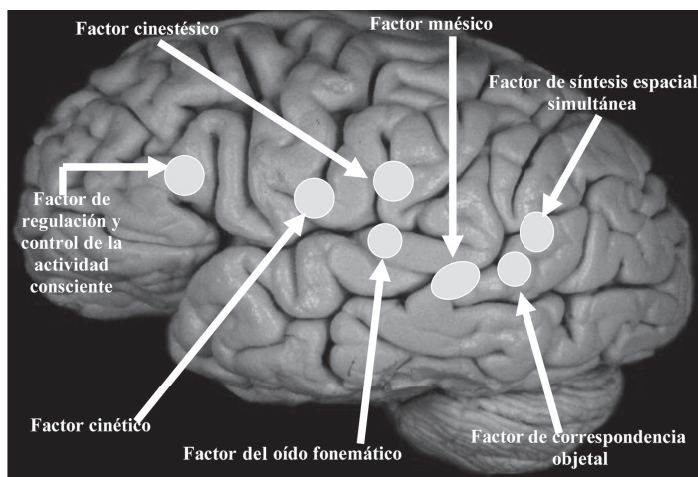 Factor cinestésico
Factor mnésico
Factor de síntesis espacial
simultánea
Factor de
regulación y
control de la
actividad
consciente
Factor cinético
Factor del oído fonemático
Factor de correspondencia
objetal